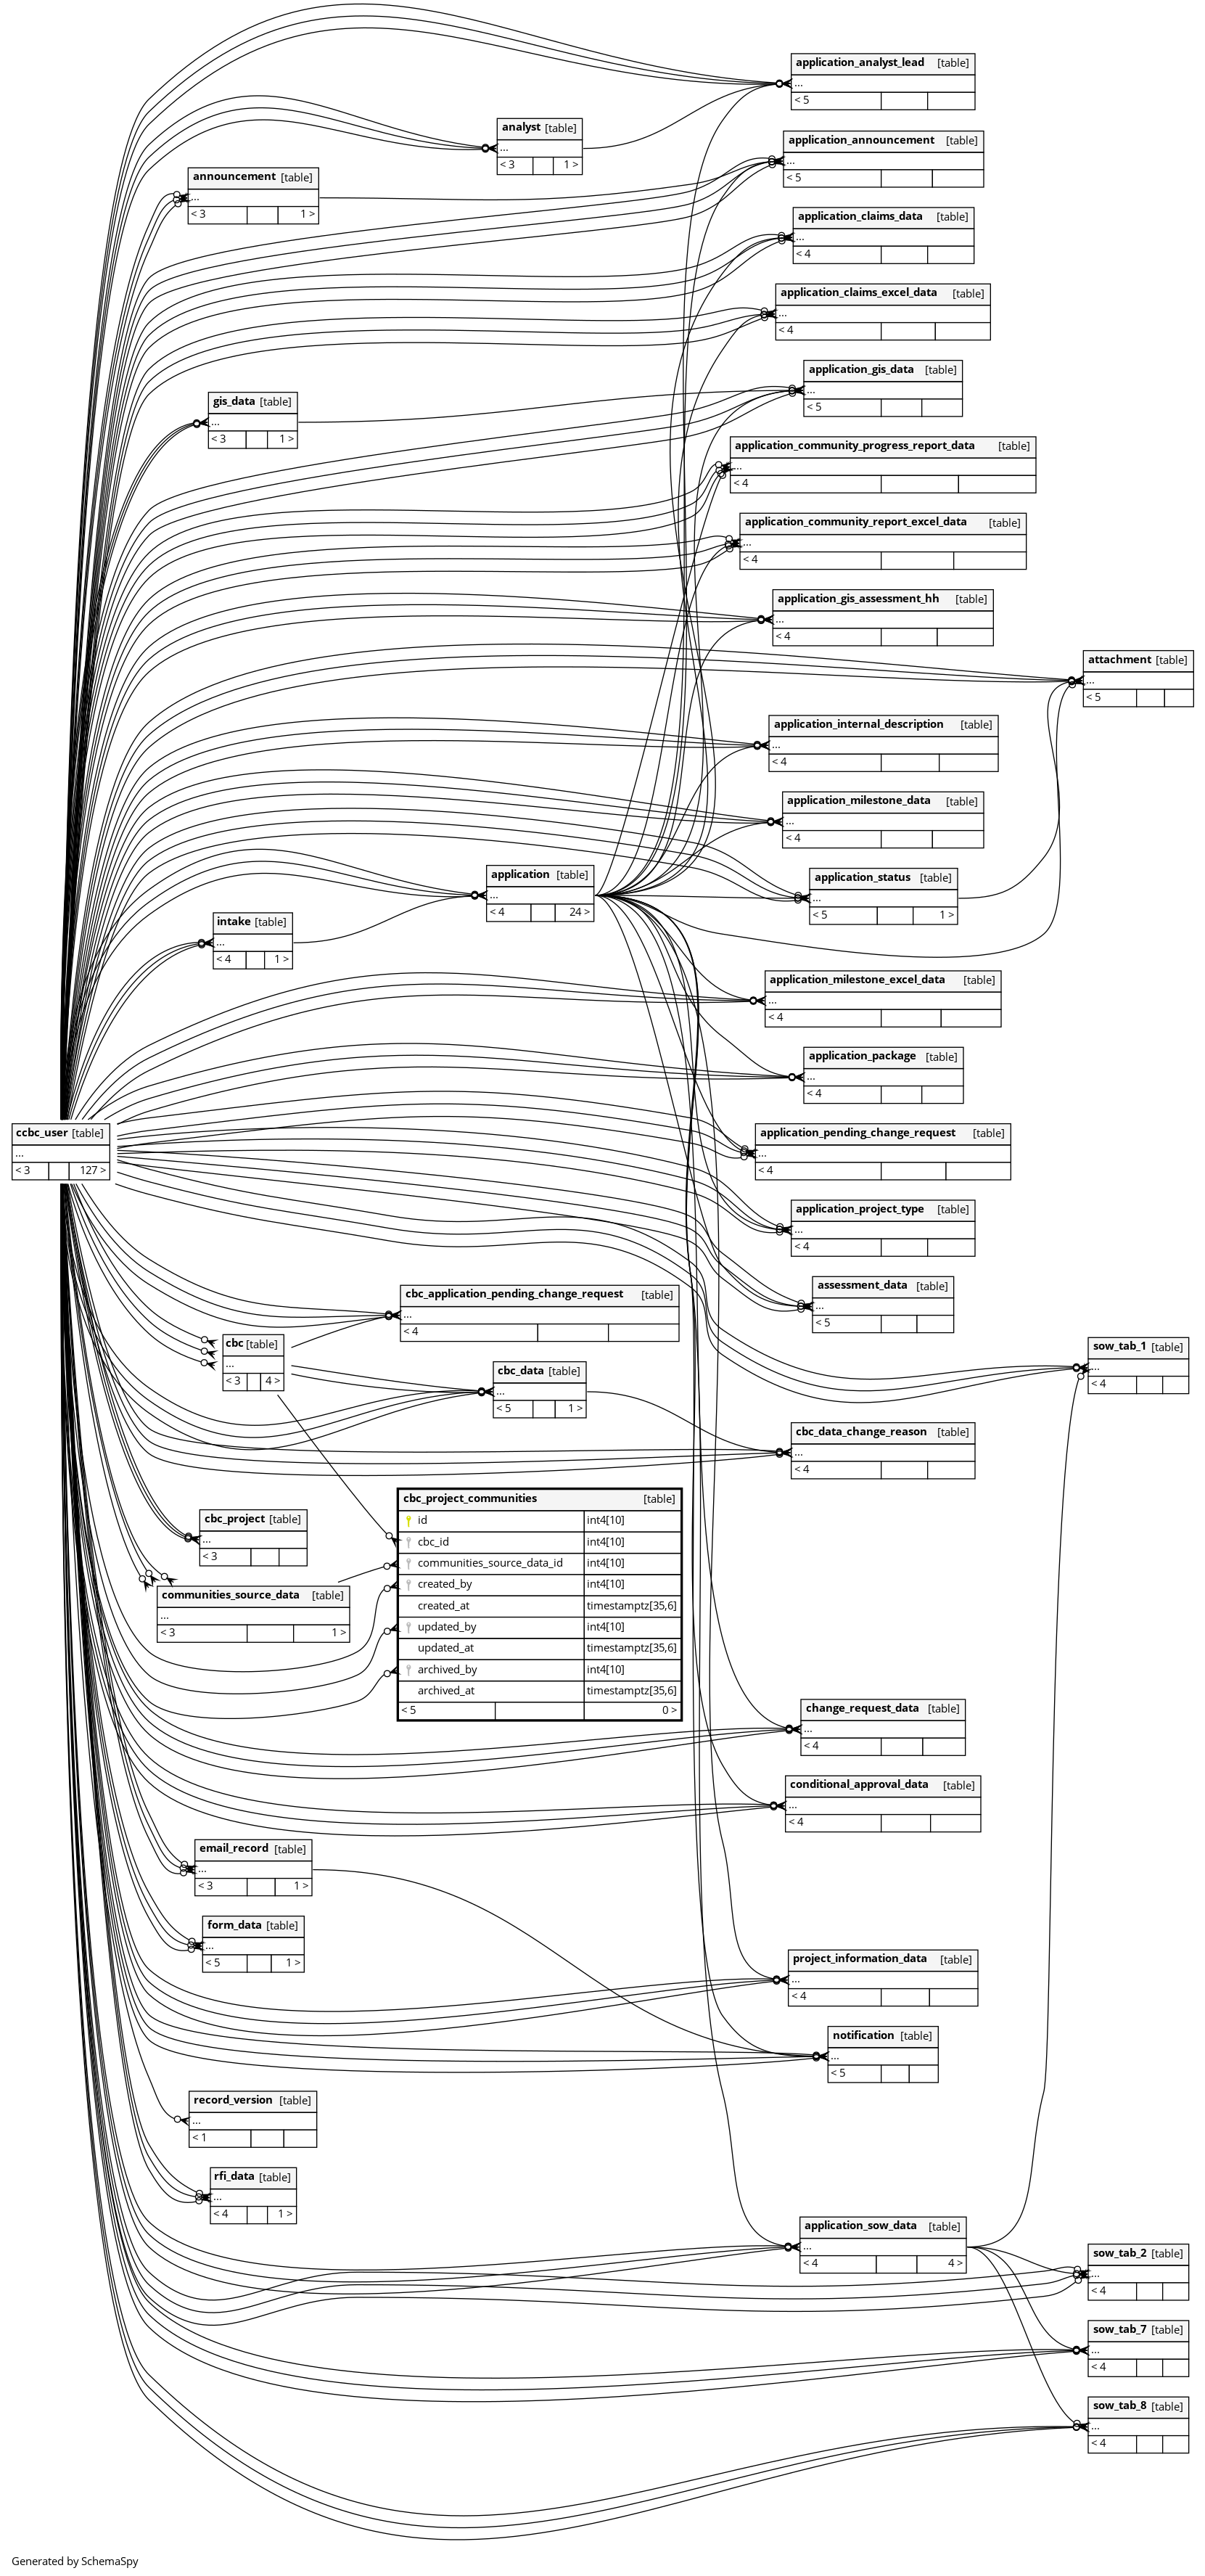 application_analyst_lead [table]
...
< 5
analyst [table]
...
< 3 1 >
application_announcement [table]
...
< 5
announcement [table]
...
< 3 1 >
application_claims_data [table]
...
< 4
application_claims_excel_data [table]
...
< 4
application_gis_data [table]
...
< 5
gis_data [table]
...
< 3 1 >
application_community_progress_report_data [table]
...
< 4
application_community_report_excel_data [table]
...
< 4
application_gis_assessment_hh [table]
...
< 4
attachment [table]
...
< 5
application_internal_description [table]
...
< 4
application_milestone_data [table]
...
< 4
application [table]
...
< 4 24 >
application_status [table]
...
< 5 1 >
intake [table]
...
< 4 1 >
application_milestone_excel_data [table]
...
< 4
application_package [table]
...
< 4
ccbc_user [table]
...
< 3 127 >
application_pending_change_request [table]
...
< 4
application_project_type [table]
...
< 4
assessment_data [table]
...
< 5
cbc_application_pending_change_request [table]
...
< 4
cbc [table]
...
< 3 4 >
sow_tab_1 [table]
...
< 4
cbc_data [table]
...
< 5 1 >
cbc_data_change_reason [table]
...
< 4
cbc_project_communities [table]
id int4[10]
cbc_id int4[10]
communities_source_data_id int4[10]
created_by int4[10]
created_at timestamptz[35,6]
updated_by int4[10]
updated_at timestamptz[35,6]
archived_by int4[10]
archived_at timestamptz[35,6]
< 5 0 >
cbc_project [table]
...
< 3
communities_source_data [table]
...
< 3 1 >
change_request_data [table]
...
< 4
conditional_approval_data [table]
...
< 4
email_record [table]
...
< 3 1 >
form_data [table]
...
< 5 1 >
project_information_data [table]
...
< 4
notification [table]
...
< 5
record_version [table]
...
< 1
rfi_data [table]
...
< 4 1 >
application_sow_data [table]
...
< 4 4 >
sow_tab_2 [table]
...
< 4
sow_tab_7 [table]
...
< 4
sow_tab_8 [table]
...
< 4
Generated by SchemaSpy